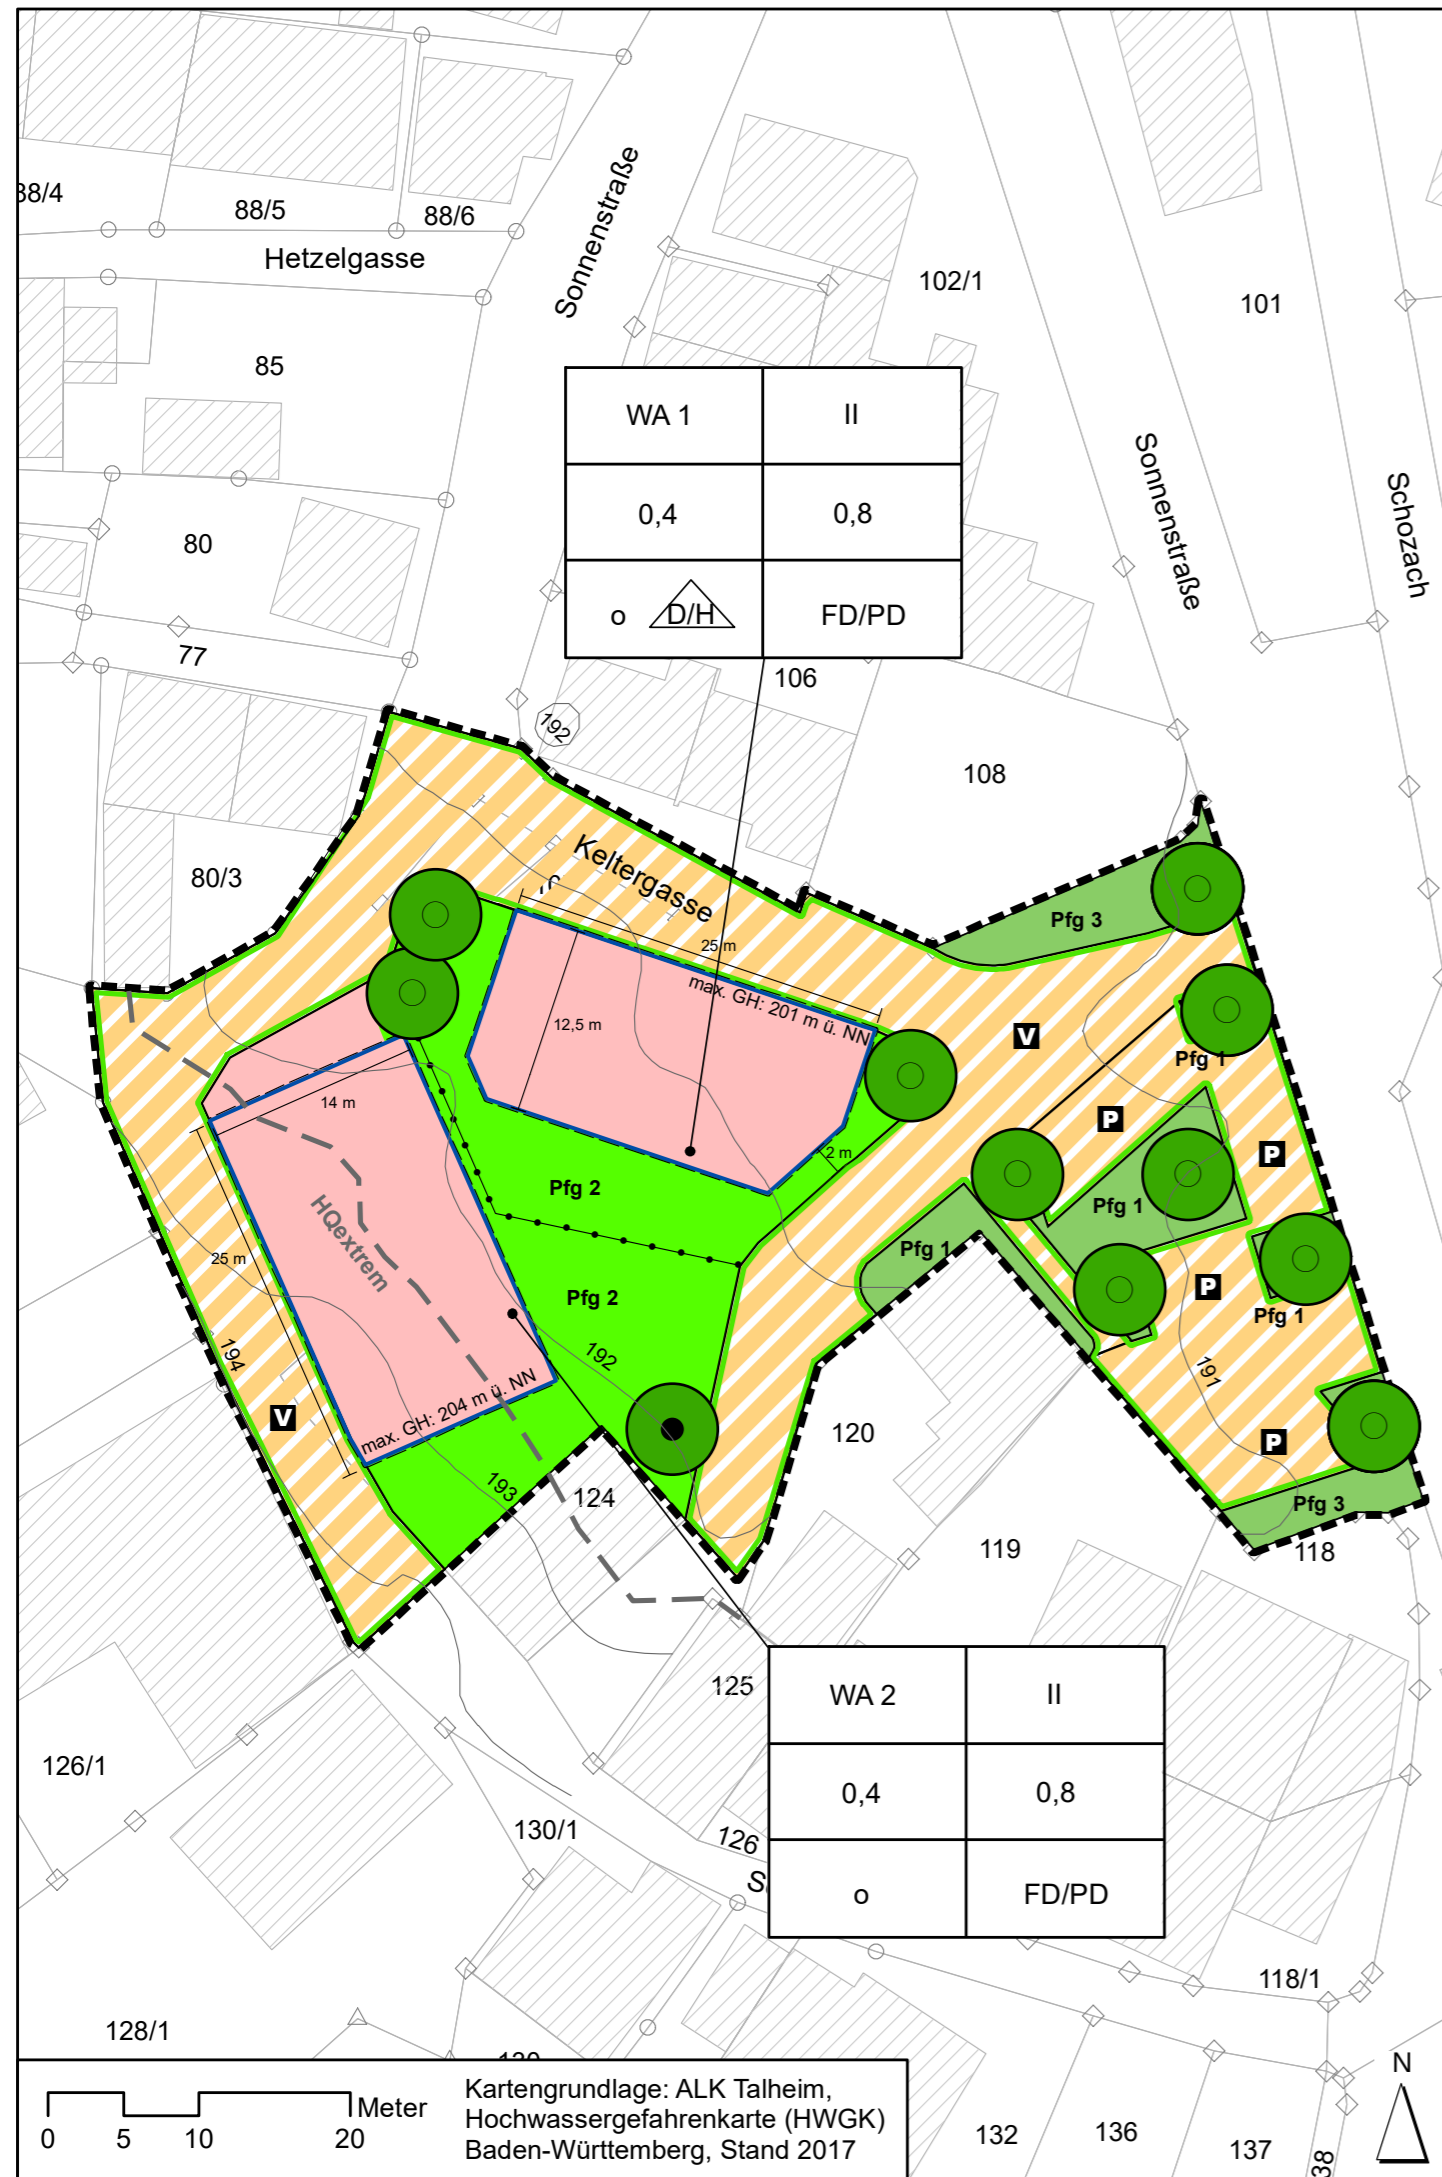 88/5
88/6
Hetzelgasse
Sonnenstraße
102/1
101
85
WA 1
II
0,4
0,8
o
D/H
FD/PD
Sonnenstraße
Schozach
80
77
106
192
108
80/3
Keltergasse
Pfg 3
25 m
max. GH: 201 m ü. NN
12,5 m
V
Pfg 1
14 m
P
P
2 m
Pfg 2
Pfg 1
HQextrem
Pfg 1
25 m
Pfg 2
P
Pfg 1
194
192
191
max. GH: 204 m ü. NN
V
120
P
193
124
Pfg 3
119
118
125
WA 2
II
0,4
0,8
o
FD/PD
126/1
130/1
126
118/1
128/1
N
Meter
0
5
10
20
Kartengrundlage: ALK Talheim,
Hochwassergefahrenkarte (HWGK)
Baden-Württemberg, Stand 2017
132
136
137